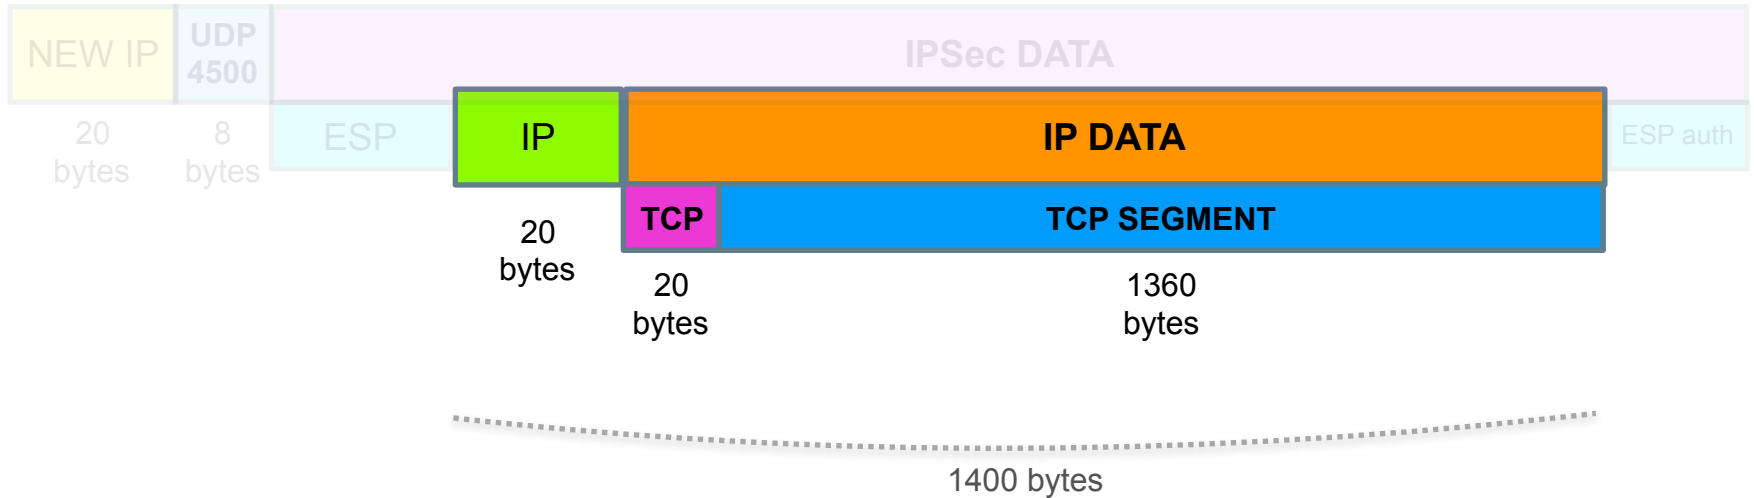 NEW IP
UDP
4500
IPSec DATA
20
bytes
8
bytes
ESP
IP
IP DATA
ESP auth
20
bytes
TCP
TCP SEGMENT
20
bytes
1360
bytes
1400 bytes